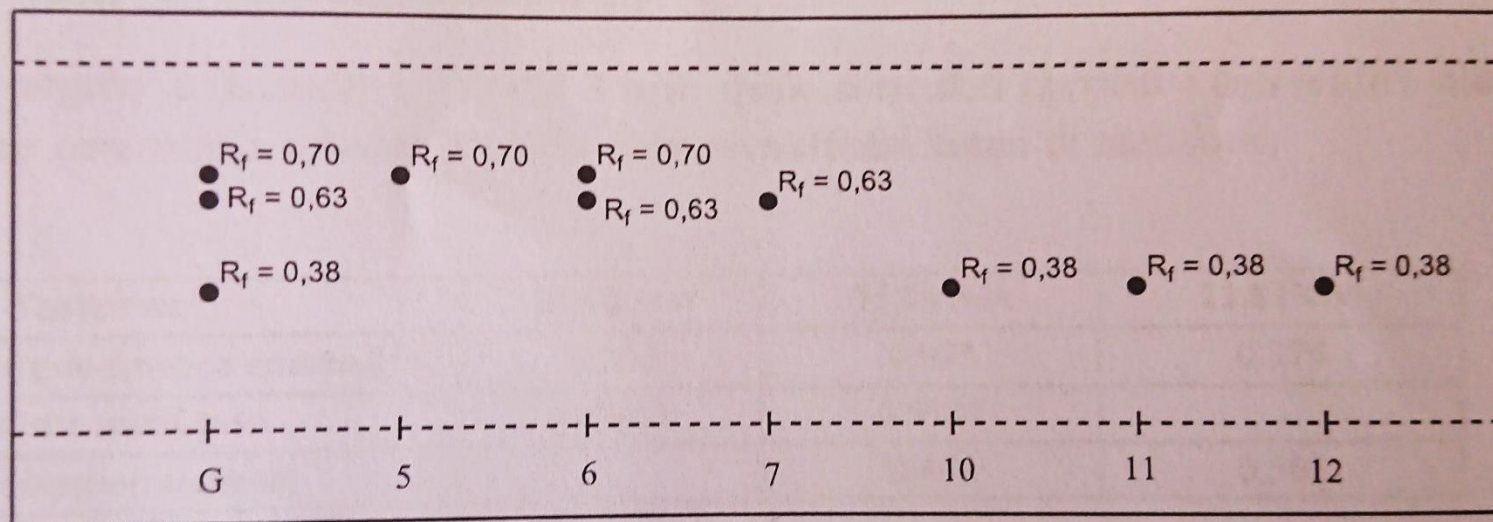 Rf = 0,70 Rf = 0,70 Rf = 0,70
Rf = 0,63 Rf = 0,63 Rf = 0,63
Rf = 0,38 Rf = 0,38 Rf = 0,38 Rf = 0,38
G 5 6 7 10 11 12